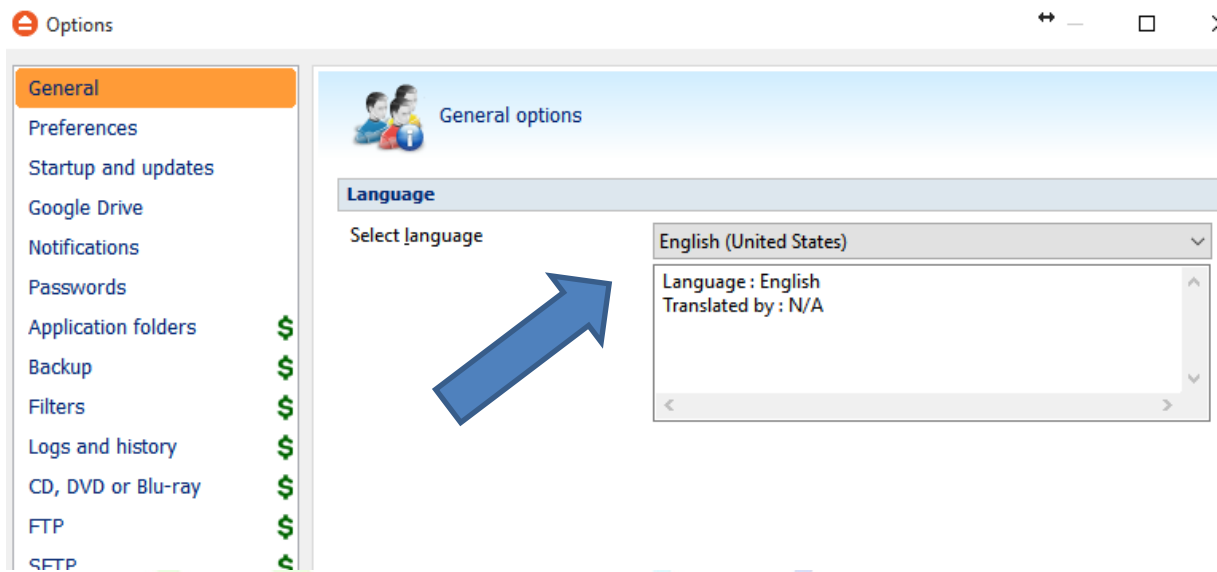 Options
General
Preferences
Startup and updates
Google Drive
Notifications
Passwords
Application folders $
Backup $
Filters $
Logs and history $
CD, DVD or Blu-ray $
FTP $
SFTP $
General options
Language
Select language
English (United States)
Language : English
Translated by : N/A